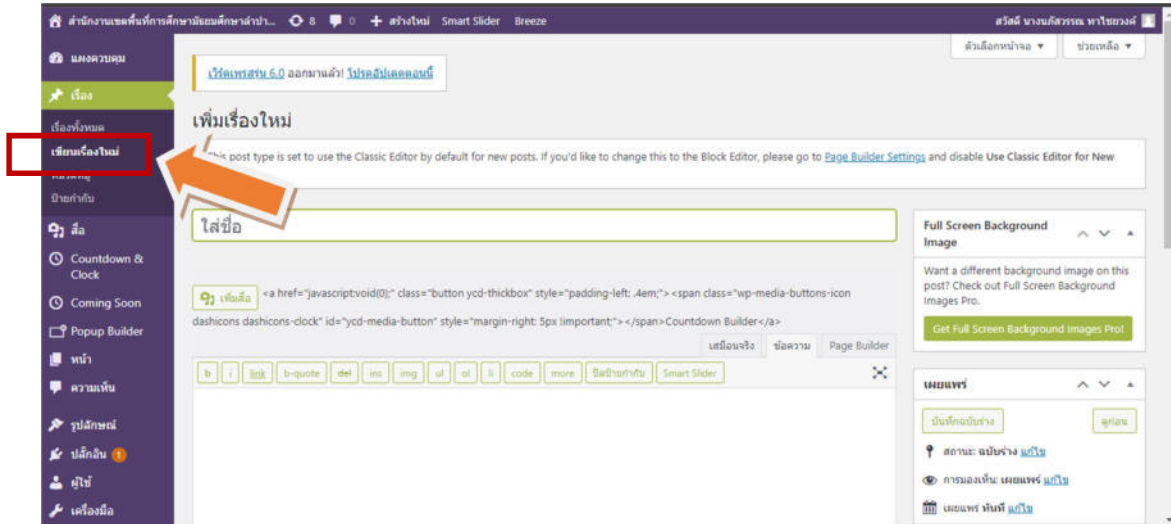 สำนักงานเขตพื้นที่การศึกษามัธยมศึกษาลำปา... 8 0 + สร้างใหม่ Smart Slider Breeze
สวัสดี นางนภัสวรรณ ทาไชยวงค์
ตัวเลือกหน้าจอ ▼ ช่วยเหลือ ▼
แผงควบคุม
เรื่อง
เรื่องทั้งหมด
เขียนเรื่องใหม่
ป้ายกำกับ
สื่อ
Countdown &
Clock
Coming Soon
Popup Builder
หน้า
ความเห็น
รูปลักษณ์
ปลั๊กอิน 1
ผู้ใช้
เครื่องมือ
เวิร์ดเพรสรุ่น 6.0 ออกมาแล้ว! โปรดอัปเดตตอนนี้
เพิ่มเรื่องใหม่
This post type is set to use the Classic Editor by default for new posts. If you'd like to change this to the Block Editor, please go to Page Builder Settings and disable Use Classic Editor for New
ใส่ชื่อ
เพิ่มสื่อ <a href="javascript:void(0);" class="button ycd-thickbox" style="padding-left: .4em;"> <span class="wp-media-buttons-icon
dashicons dashicons-clock" id="ycd-media-button" style="margin-right: 5px !important;"></span>Countdown Builder</a>
เสมือนจริง ข้อความ Page Builder
b i link b-quote del ins img ul ol li code more ปิดป้ายกำกับ Smart Slider
Full Screen Background
Image
Want a different background image on this
post? Check out Full Screen Background
Images Pro.
Get Full Screen Background Images Pro!
เผยแพร่
บันทึกฉบับร่าง ดูก่อน
สถานะ: ฉบับร่าง แก้ไข
การมองเห็น: เผยแพร่ แก้ไข
เผยแพร่ ทันที แก้ไข